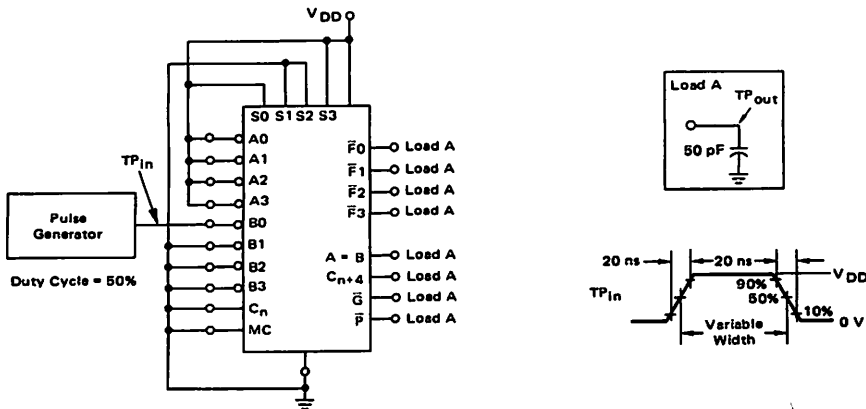 V DD
S0 S1 S2 S3
A0
A1
A2
A3
B0
B1
B2
B3
Cn
MC
F̅0 Load A
F̅1 Load A
F̅2 Load A
F̅3 Load A
A = B Load A
Cn+4 Load A
G̅ Load A
P̅ Load A
TPin
Pulse
Generator
Duty Cycle = 50%
Load A
TPout
50 pF
20 ns 20 ns
VDD
90%
50%
10%
TPin
0 V
Variable
Width